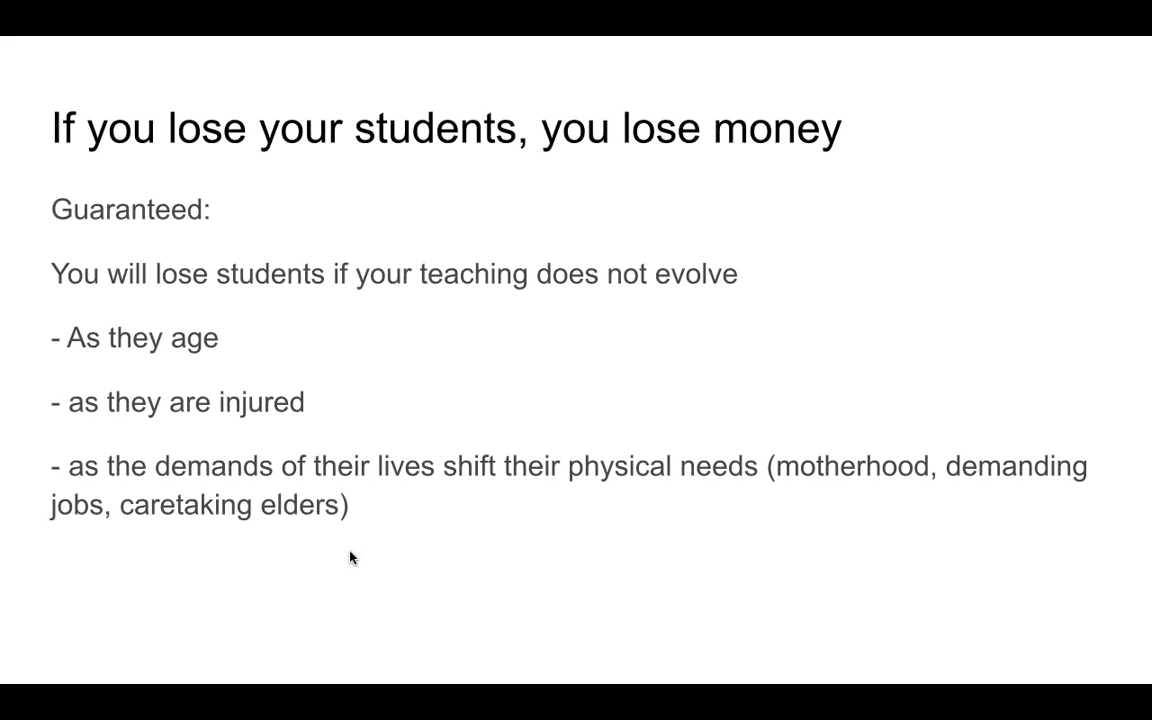 If you lose your students, you lose money
Guaranteed:
You will lose students if your teaching does not evolve
- As they age
- as they are injured
- as the demands of their lives shift their physical needs (motherhood, demanding
jobs, caretaking elders)